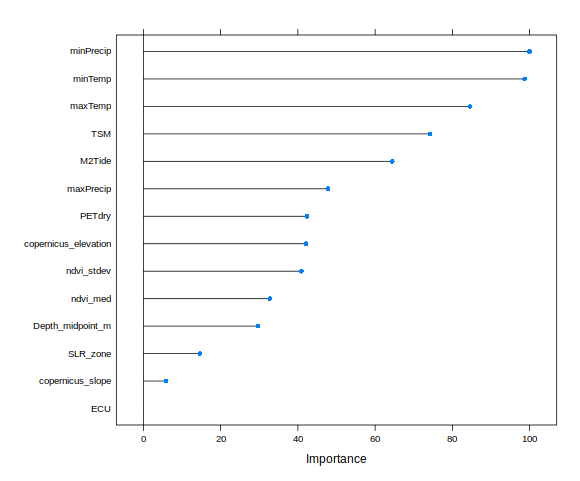 minPrecip
minTemp
maxTemp
TSM
M2Tide
maxPrecip
PETdry
copernicus_elevation
ndvi_stdev
ndvi_med
Depth_midpoint_m
SLR_zone
copernicus_slope
ECU
0 20 40 60 80 100
Importance